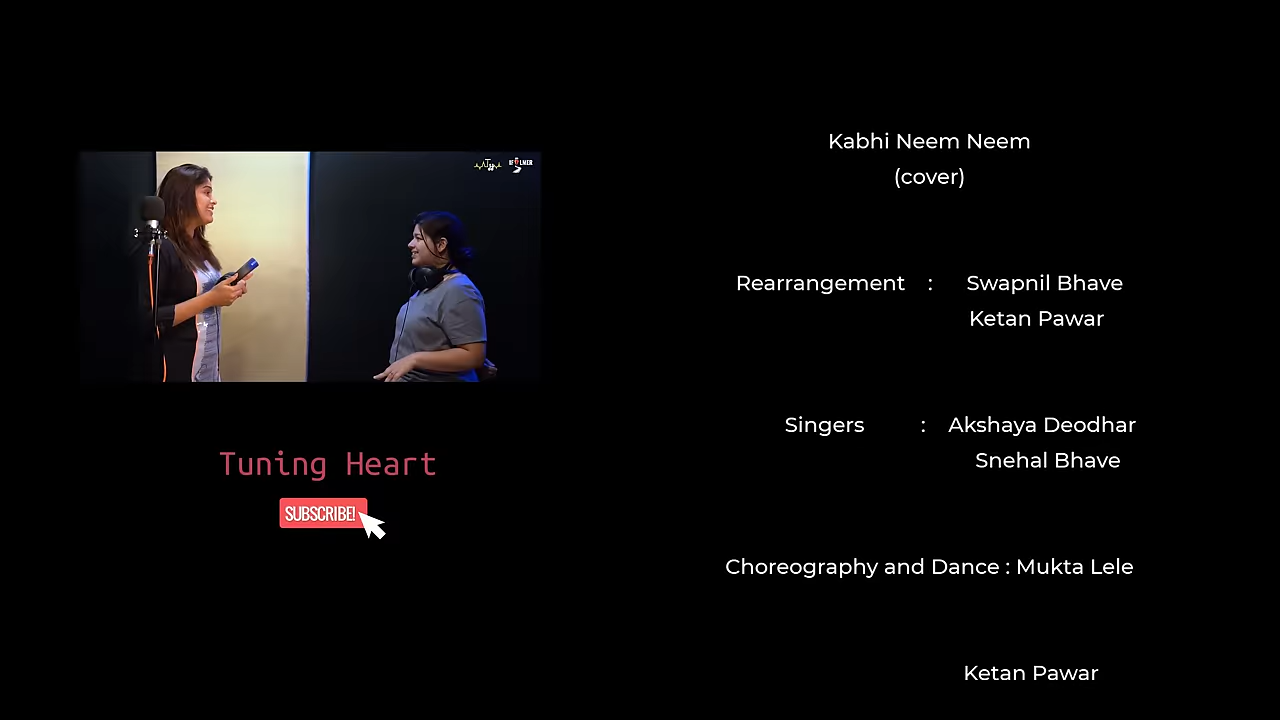 Kabhi Neem Neem
(cover)
Rearrangement : Swapnil Bhave
Ketan Pawar
Singers : Akshaya Deodhar
Snehal Bhave
Choreography and Dance : Mukta Lele
Ketan Pawar
Tuning Heart
SUBSCRIBE!